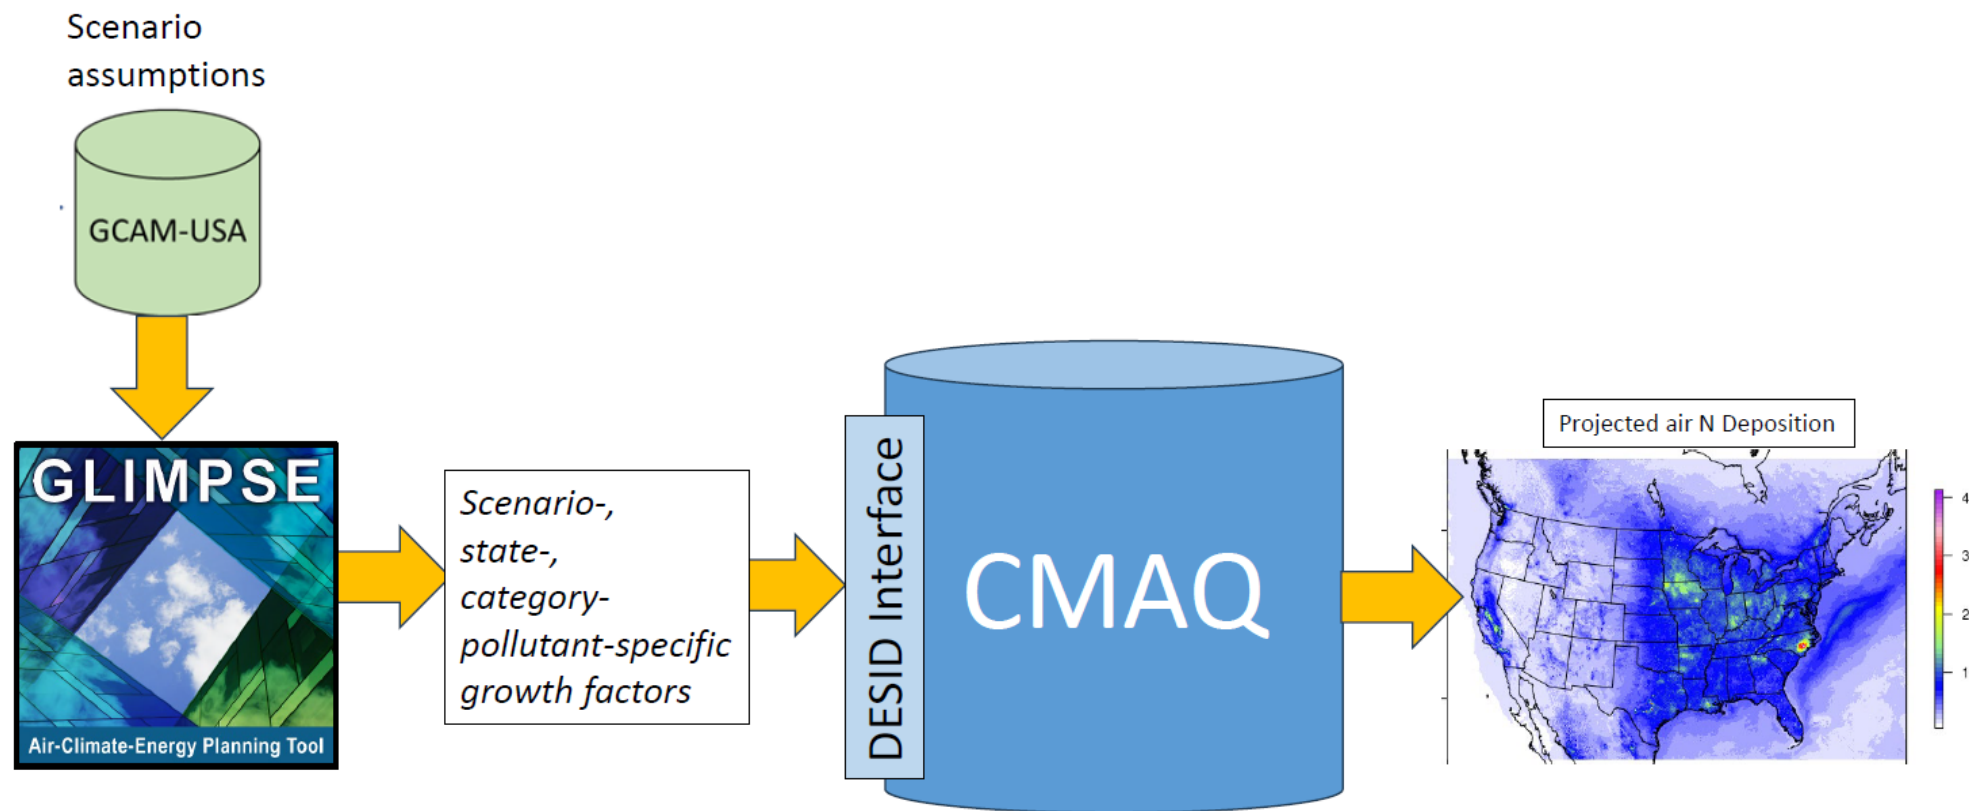 Scenario
assumptions
GCAM-USA
GLIMPSE
Air-Climate-Energy Planning Tool
Scenario-,
state-,
category-
pollutant-specific
growth factors
DESID Interface
CMAQ
Projected air N Deposition
4
3
2
1